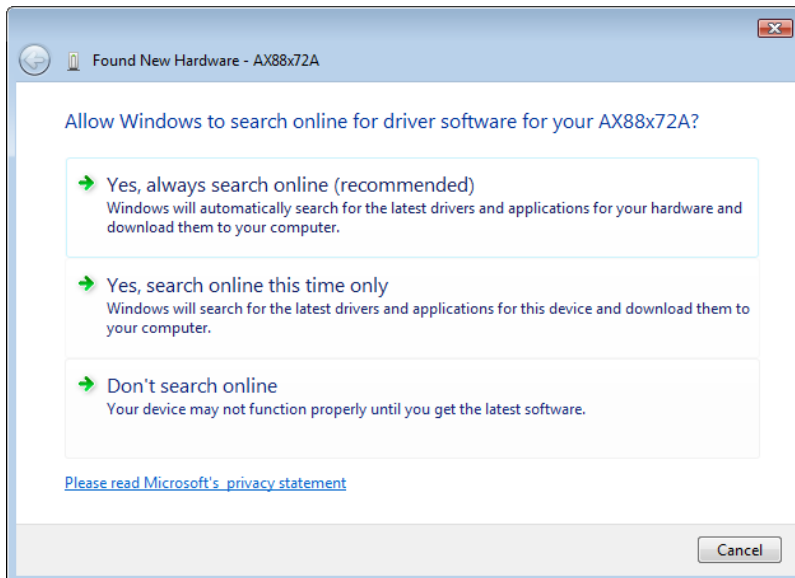 Found New Hardware - AX88x72A
Allow Windows to search online for driver software for your AX88x72A?
Yes, always search online (recommended)
Windows will automatically search for the latest drivers and applications for your hardware and
download them to your computer.
Yes, search online this time only
Windows will search for the latest drivers and applications for this device and download them to
your computer.
Don't search online
Your device may not function properly until you get the latest software.
Please read Microsoft's privacy statement
Cancel